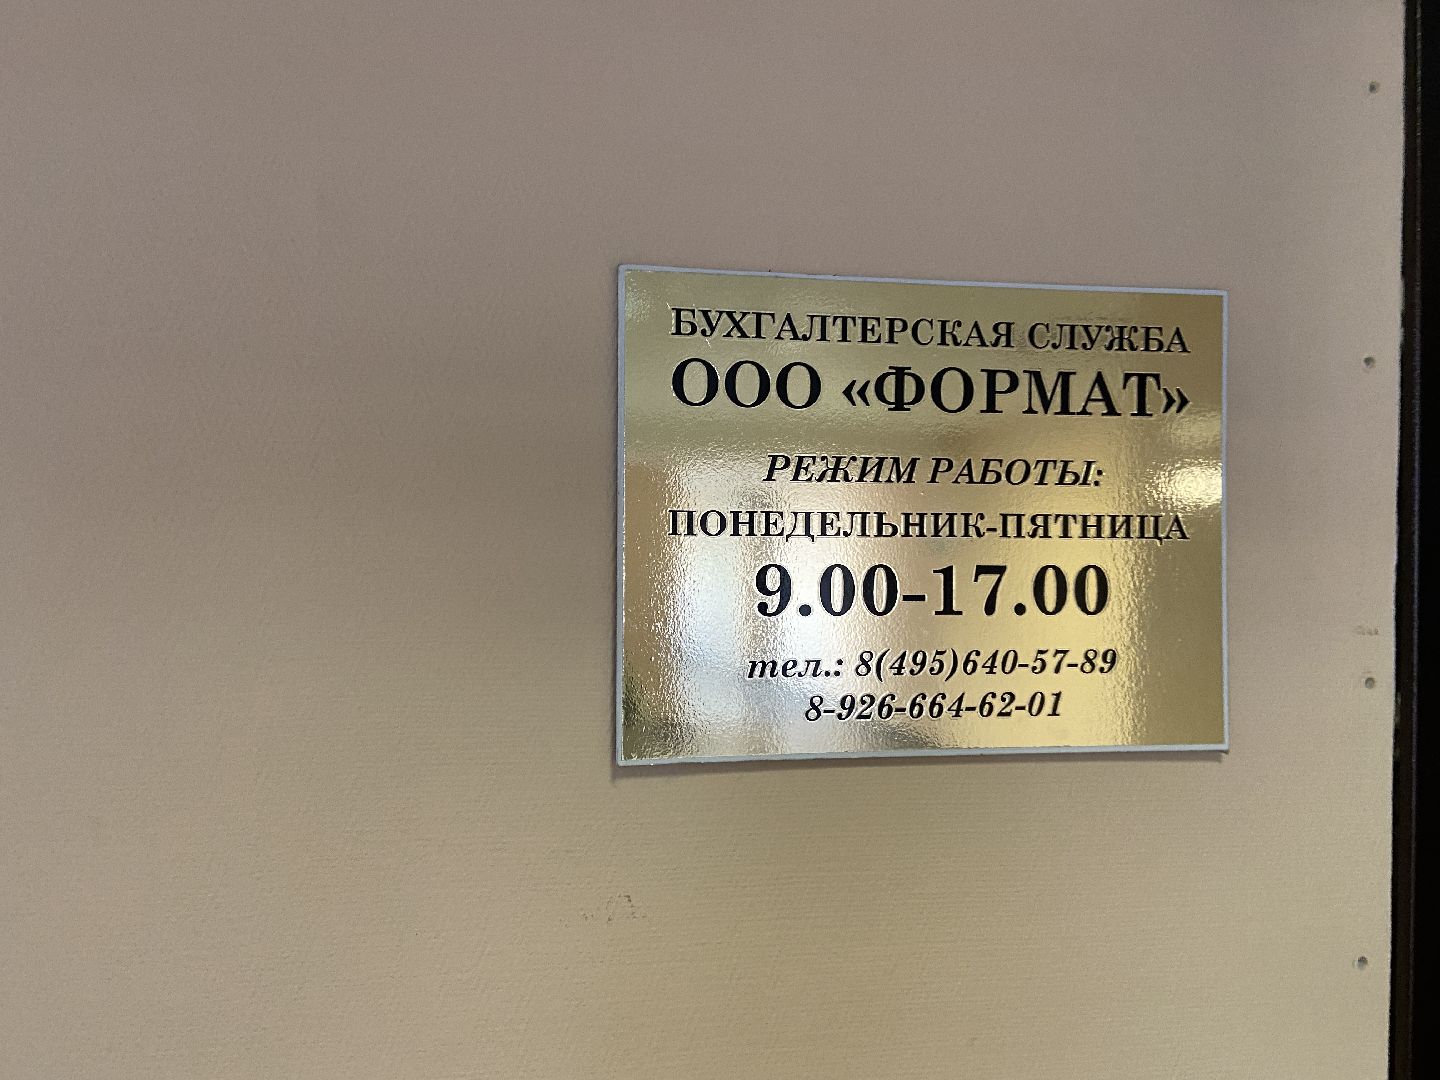 БУХГАЛТЕРСКАЯ СЛУЖБА
ООО «ФОРМАТ»
РЕЖИМ РАБОТЫ:
ПОНЕДЕЛЬНИК-ПЯТНИЦА
9.00-17.00
тел.: 8(495)640-57-89
8-926-664-62-01